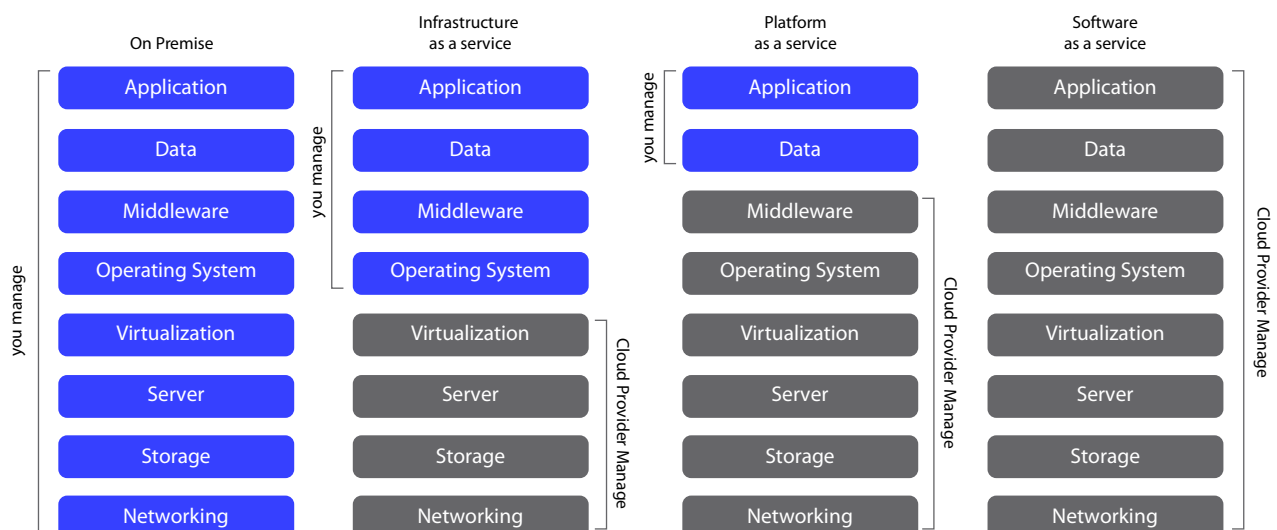 On Premise
Infrastructure
as a service
Platform
as a service
Software
as a service
you manage
Application
Data
Middleware
Operating System
Virtualization
Server
Storage
Networking
you manage
Application
Data
Middleware
Operating System
Virtualization
Server
Storage
Networking
Cloud Provider Manage
you manage
Application
Data
Middleware
Operating System
Virtualization
Server
Storage
Networking
Cloud Provider Manage
Application
Data
Middleware
Operating System
Virtualization
Server
Storage
Networking
Cloud Provider Manage